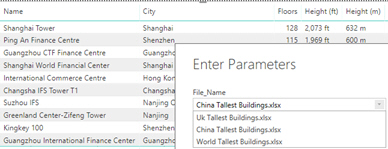 Name City Floors Height (ft) Height (m)
Shanghai Tower Shanghai 128 2,073 ft 632 m
Ping An Finance Centre Shenzhen 115 1,969 ft 600 m
Guangzhou CTF Finance Centre Guangzhou
Shanghai World Financial Center Shanghai
International Commerce Centre Hong Kon
Changsha IFS Tower T1 Changsha
Suzhou IFS Nanjing C
Greenland Center-Zifeng Tower Nanjing
Kingkey 100 Shenzhen
Guangzhou International Finance Center Guangzhou
Enter Parameters
File_Name
China Tallest Buildings.xlsx
Uk Tallest Buildings.xlsx
China Tallest Buildings.xlsx
World Tallest Buildings.xlsx